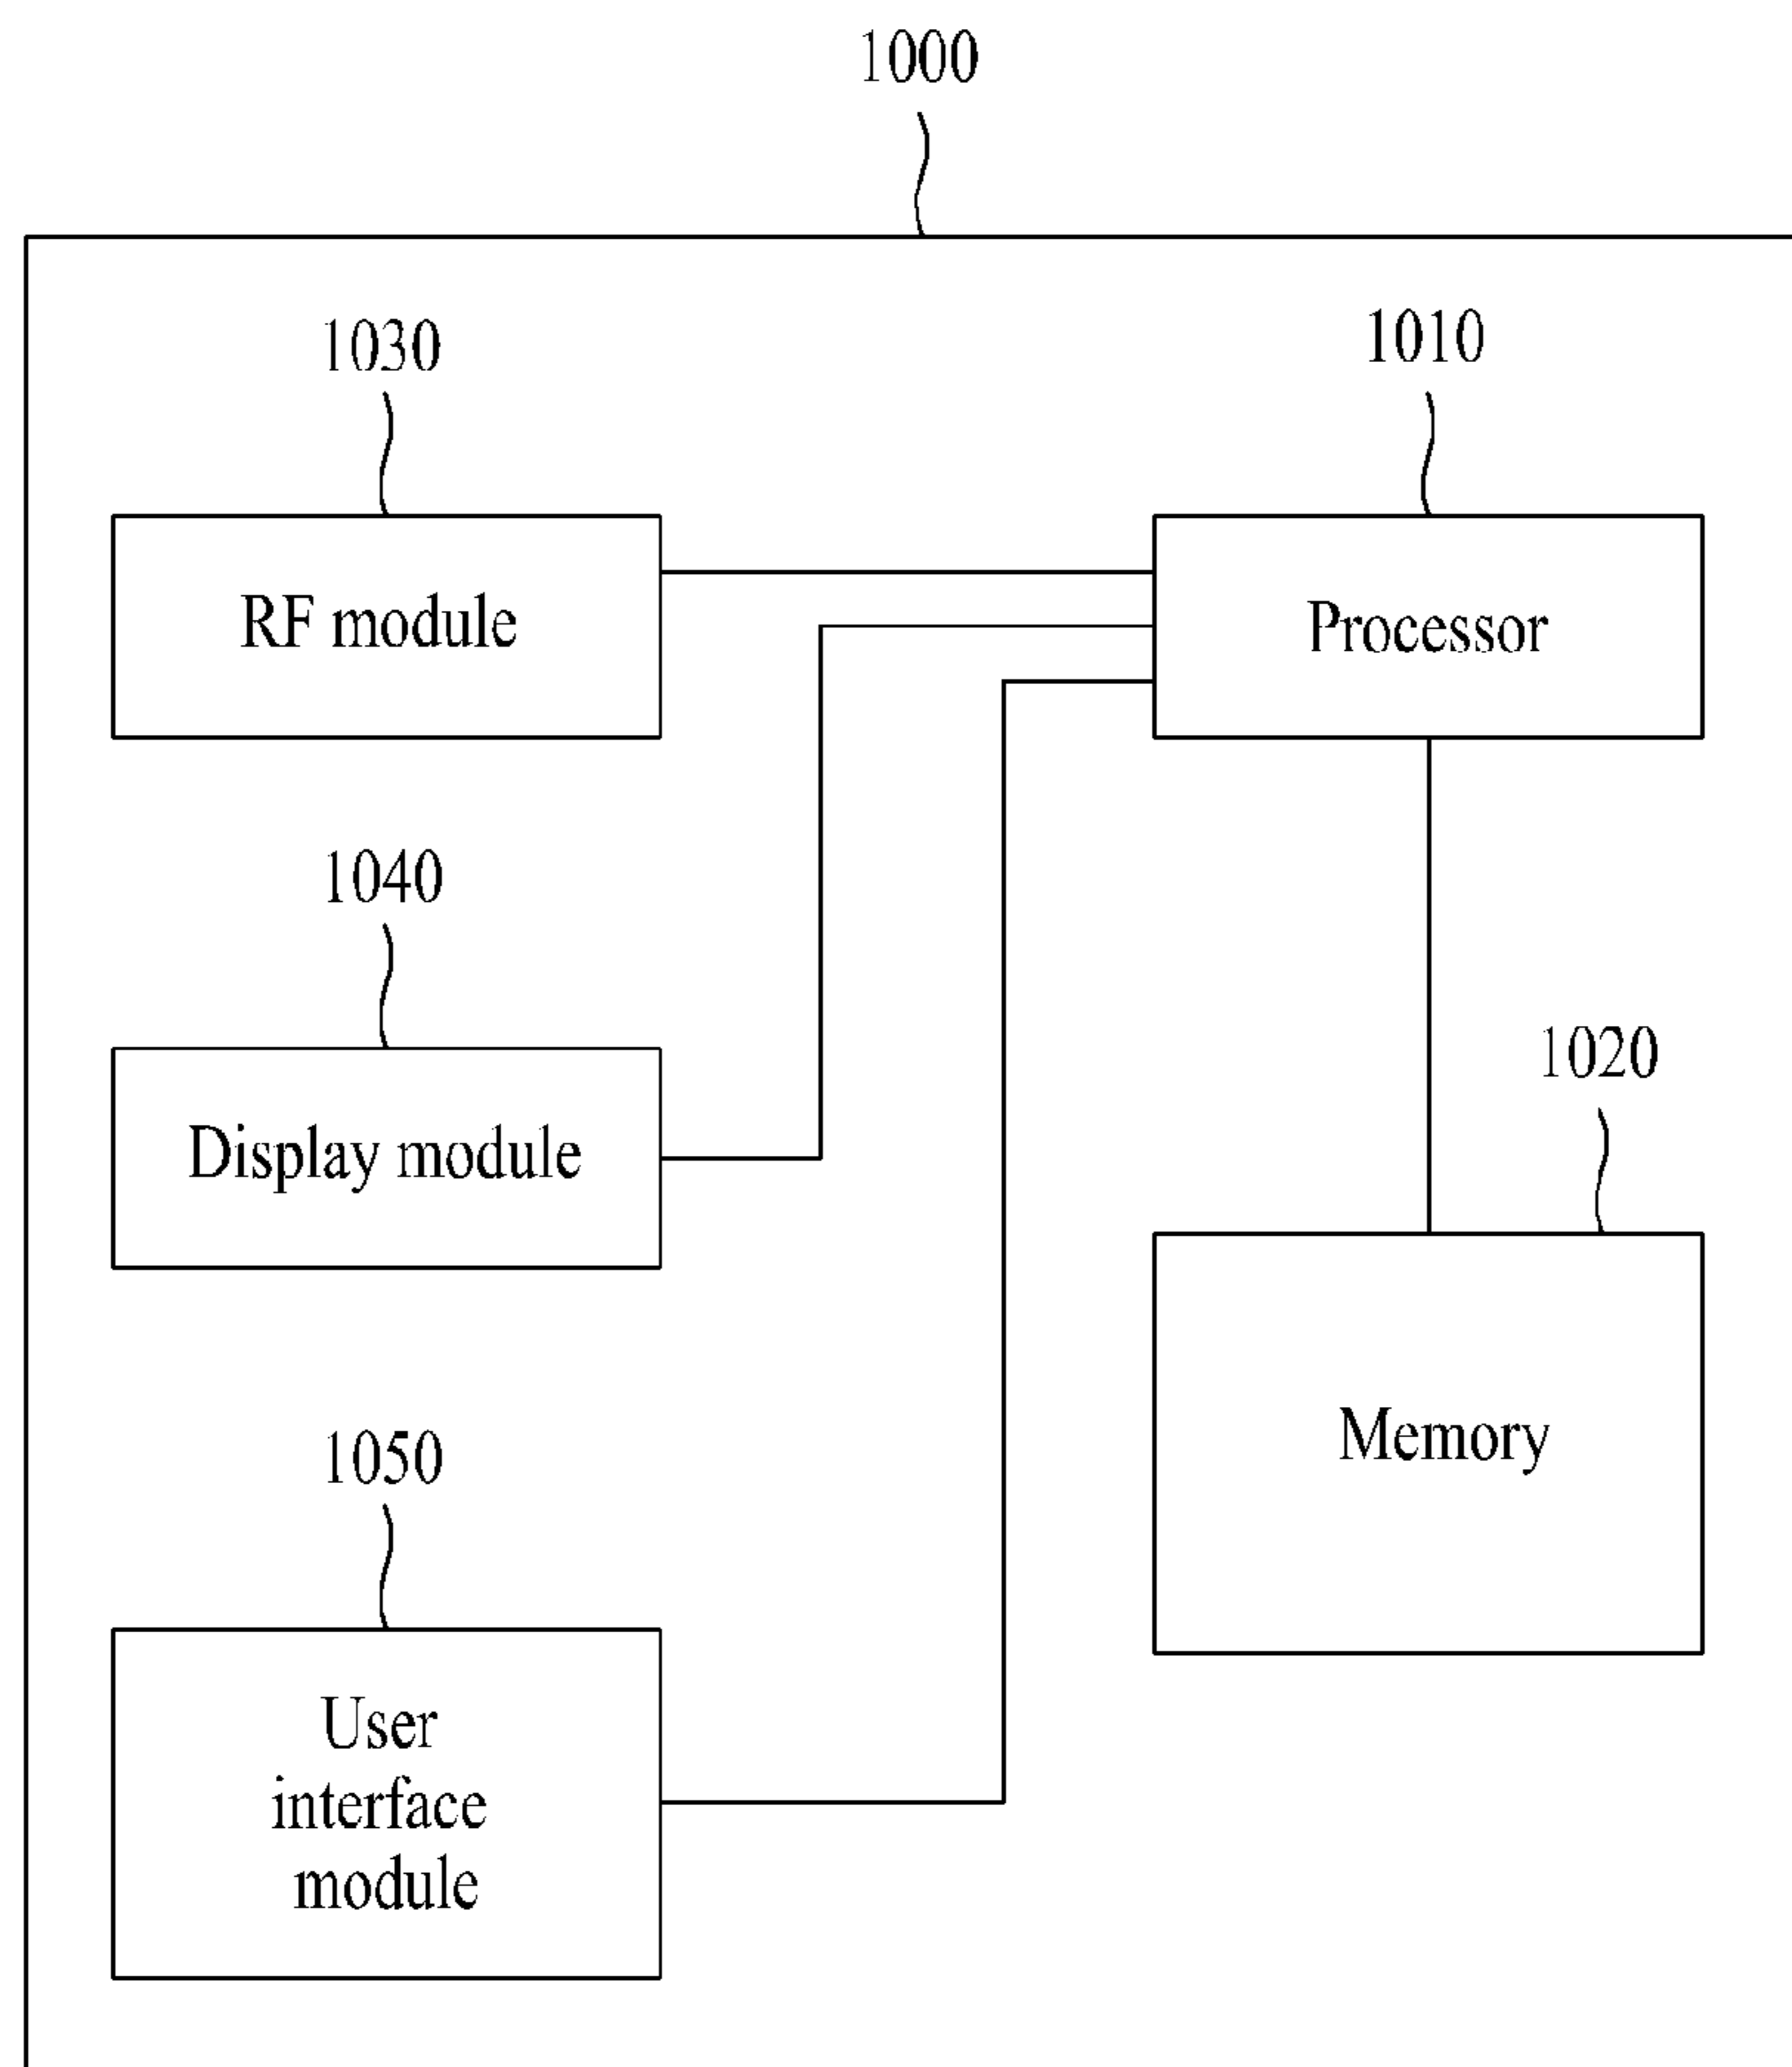 1000
1030
1010
RF module
Processor
1040
1020
Display module
Memory
1050
User
interface
module